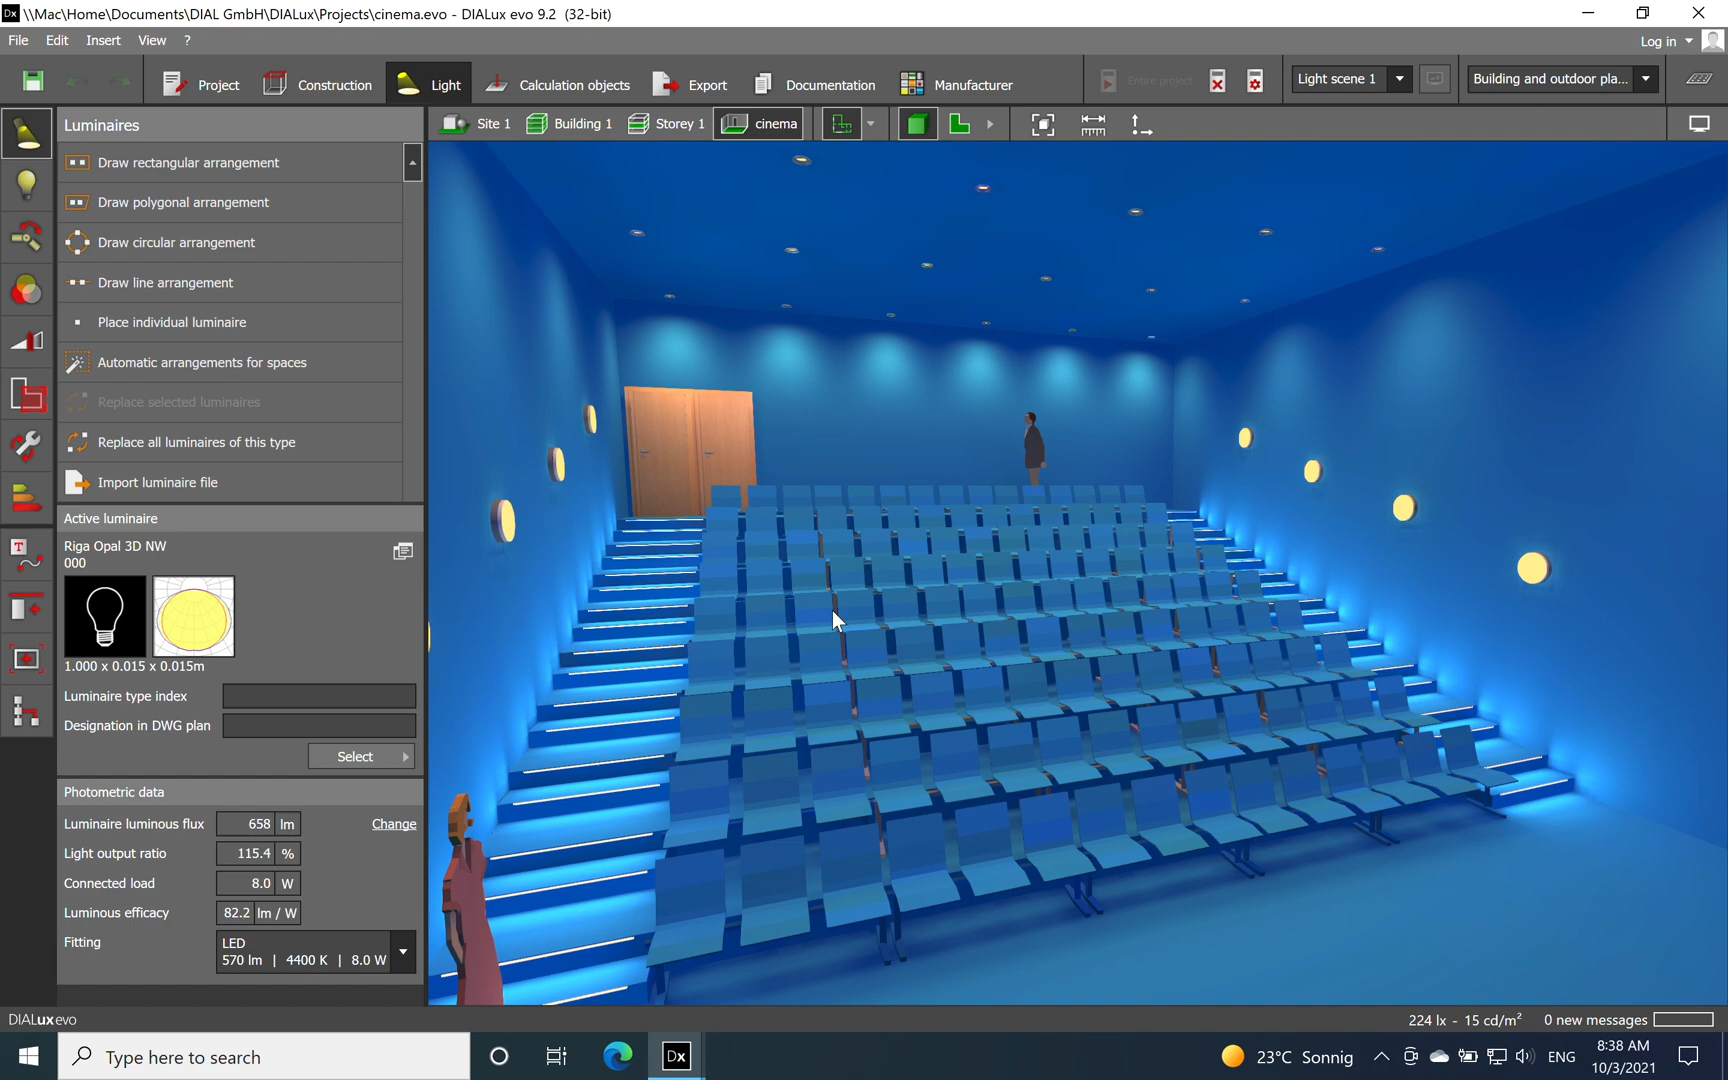 Dx \\Mac\Home\Documents\DIAL GmbH\DIALux\Projects\cinema.evo - DIALux evo 9.2 (32-bit)
File Edit Insert View ? Log in
Project Construction Light Calculation objects Export Documentation Manufacturer Entire project Light scene 1 Building and outdoor pla...
Luminaires Site 1 Building 1 Storey 1 cinema
Draw rectangular arrangement
Draw polygonal arrangement
Draw circular arrangement
Draw line arrangement
Place individual luminaire
Automatic arrangements for spaces
Replace selected luminaires
Replace all luminaires of this type
Import luminaire file
Active luminaire
Riga Opal 3D NW
000
1.000 x 0.015 x 0.015m
Luminaire type index
Designation in DWG plan
Select
Photometric data
Luminaire luminous flux 658 lm Change
Light output ratio 115.4 %
Connected load 8.0 W
Luminous efficacy 82.2 lm / W
Fitting LED
570 lm | 4400 K | 8.0 W
DIALux evo 224 lx - 15 cd/m² 0 new messages
Type here to search Dx 23°C Sonnig ENG 8:38 AM
10/3/2021